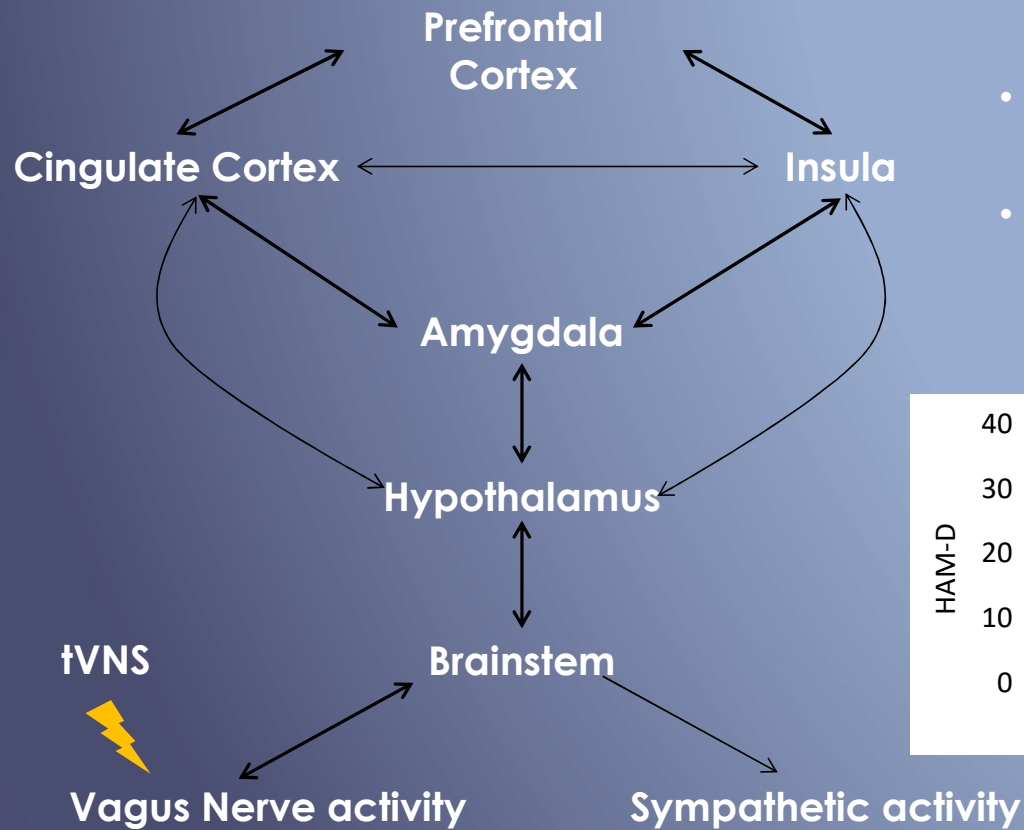 Prefrontal
Cortex
•
Cingulate Cortex
Insula
•
Amygdala
40
Hypothalamus
30
HAM-D
20
10
tVNS
Brainstem
0
Vagus Nerve activity
Sympathetic activity